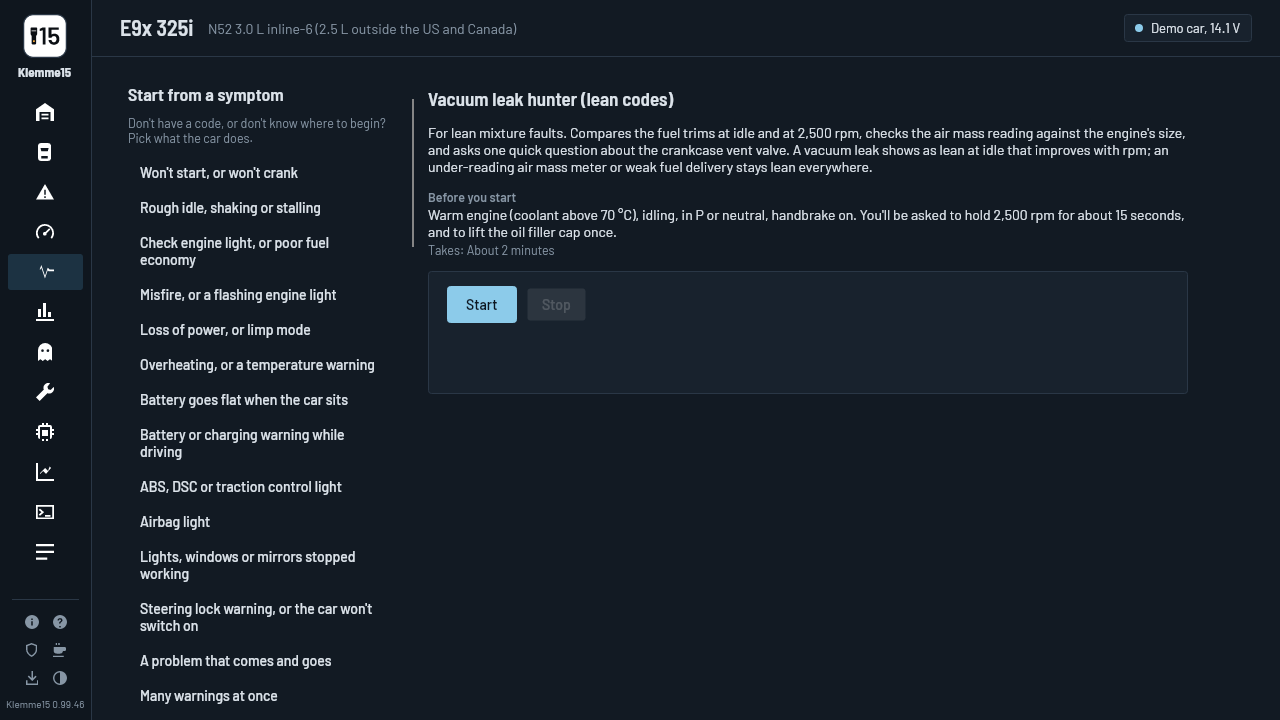 15
Klemme15
Klemme15 0.99.46
E9x 325i
N52 3.0 L inline-6 (2.5 L outside the US and Canada)
Demo car, 14.1 V
Start from a symptom
Don't have a code, or don't know where to begin?
Pick what the car does.
Won't start, or won't crank
Rough idle, shaking or stalling
Check engine light, or poor fuel
economy
Misfire, or a flashing engine light
Loss of power, or limp mode
Overheating, or a temperature warning
Battery goes flat when the car sits
Battery or charging warning while
driving
ABS, DSC or traction control light
Airbag light
Lights, windows or mirrors stopped
working
Steering lock warning, or the car won't
switch on
A problem that comes and goes
Many warnings at once
Vacuum leak hunter (lean codes)
For lean mixture faults. Compares the fuel trims at idle and at 2,500 rpm, checks the air mass reading against the engine's size,
and asks one quick question about the crankcase vent valve. A vacuum leak shows as lean at idle that improves with rpm; an
under-reading air mass meter or weak fuel delivery stays lean everywhere.
Before you start
Warm engine (coolant above 70 °C), idling, in P or neutral, handbrake on. You'll be asked to hold 2,500 rpm for about 15 seconds,
and to lift the oil filler cap once.
Takes: About 2 minutes
Start
Stop